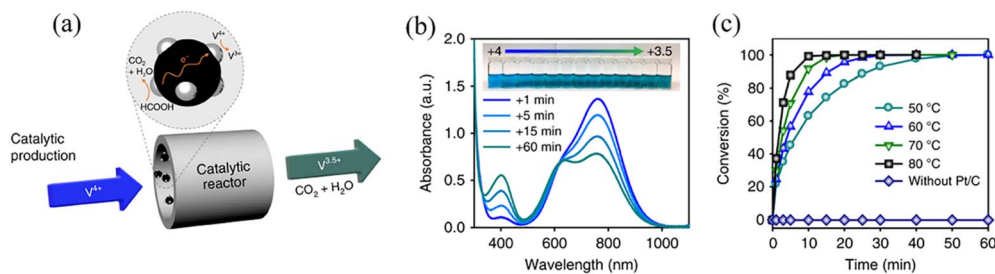 (a)
V4+
V3+
e-
CO2
+ H2O
HCOOH
Catalytic
production
V4+
Catalytic
reactor
V3.5+
CO2 + H2O
(b)
+4
+3.5
+1 min
+5 min
+15 min
+60 min
2.0
1.5
1.0
0.5
0.0
400
600
800
1000
Absorbance (a.u.)
Wavelength (nm)
(c)
100
80
60
40
20
0
0
10
20
30
40
50
60
50 °C
60 °C
70 °C
80 °C
Without Pt/C
Conversion (%)
Time (min)